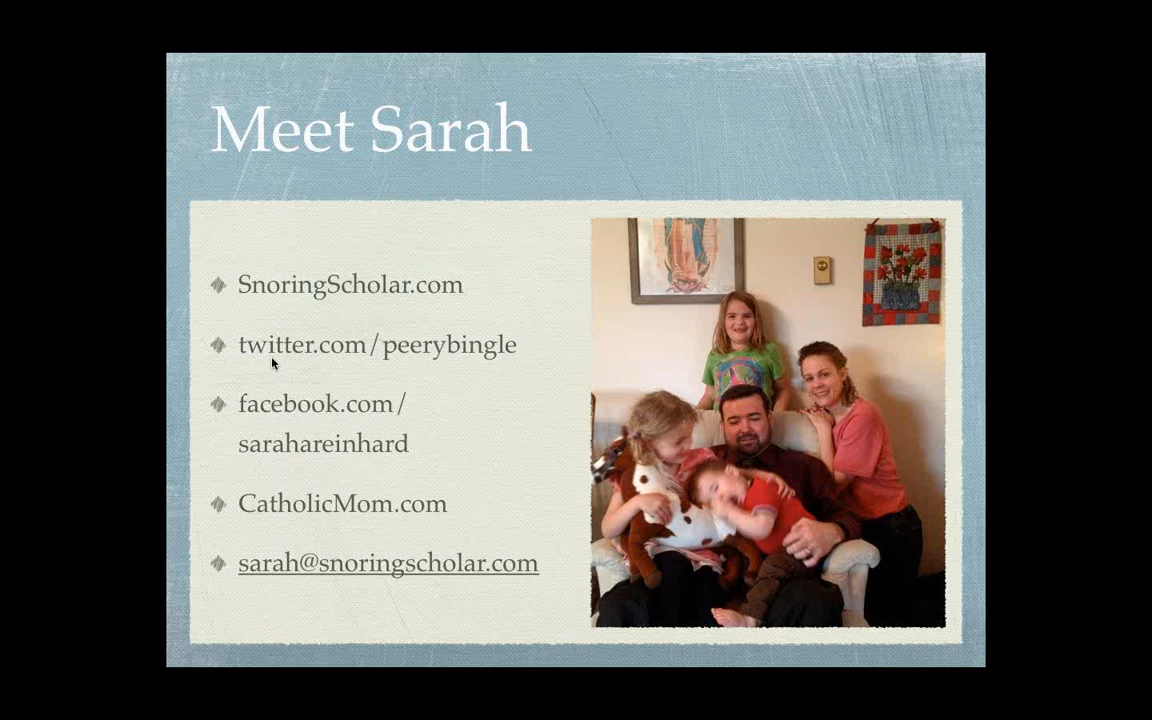 Meet Sarah
SnoringScholar.com
twitter.com/peerybingle
facebook.com/
sarahareinhard
CatholicMom.com
sarah@snoringscholar.com